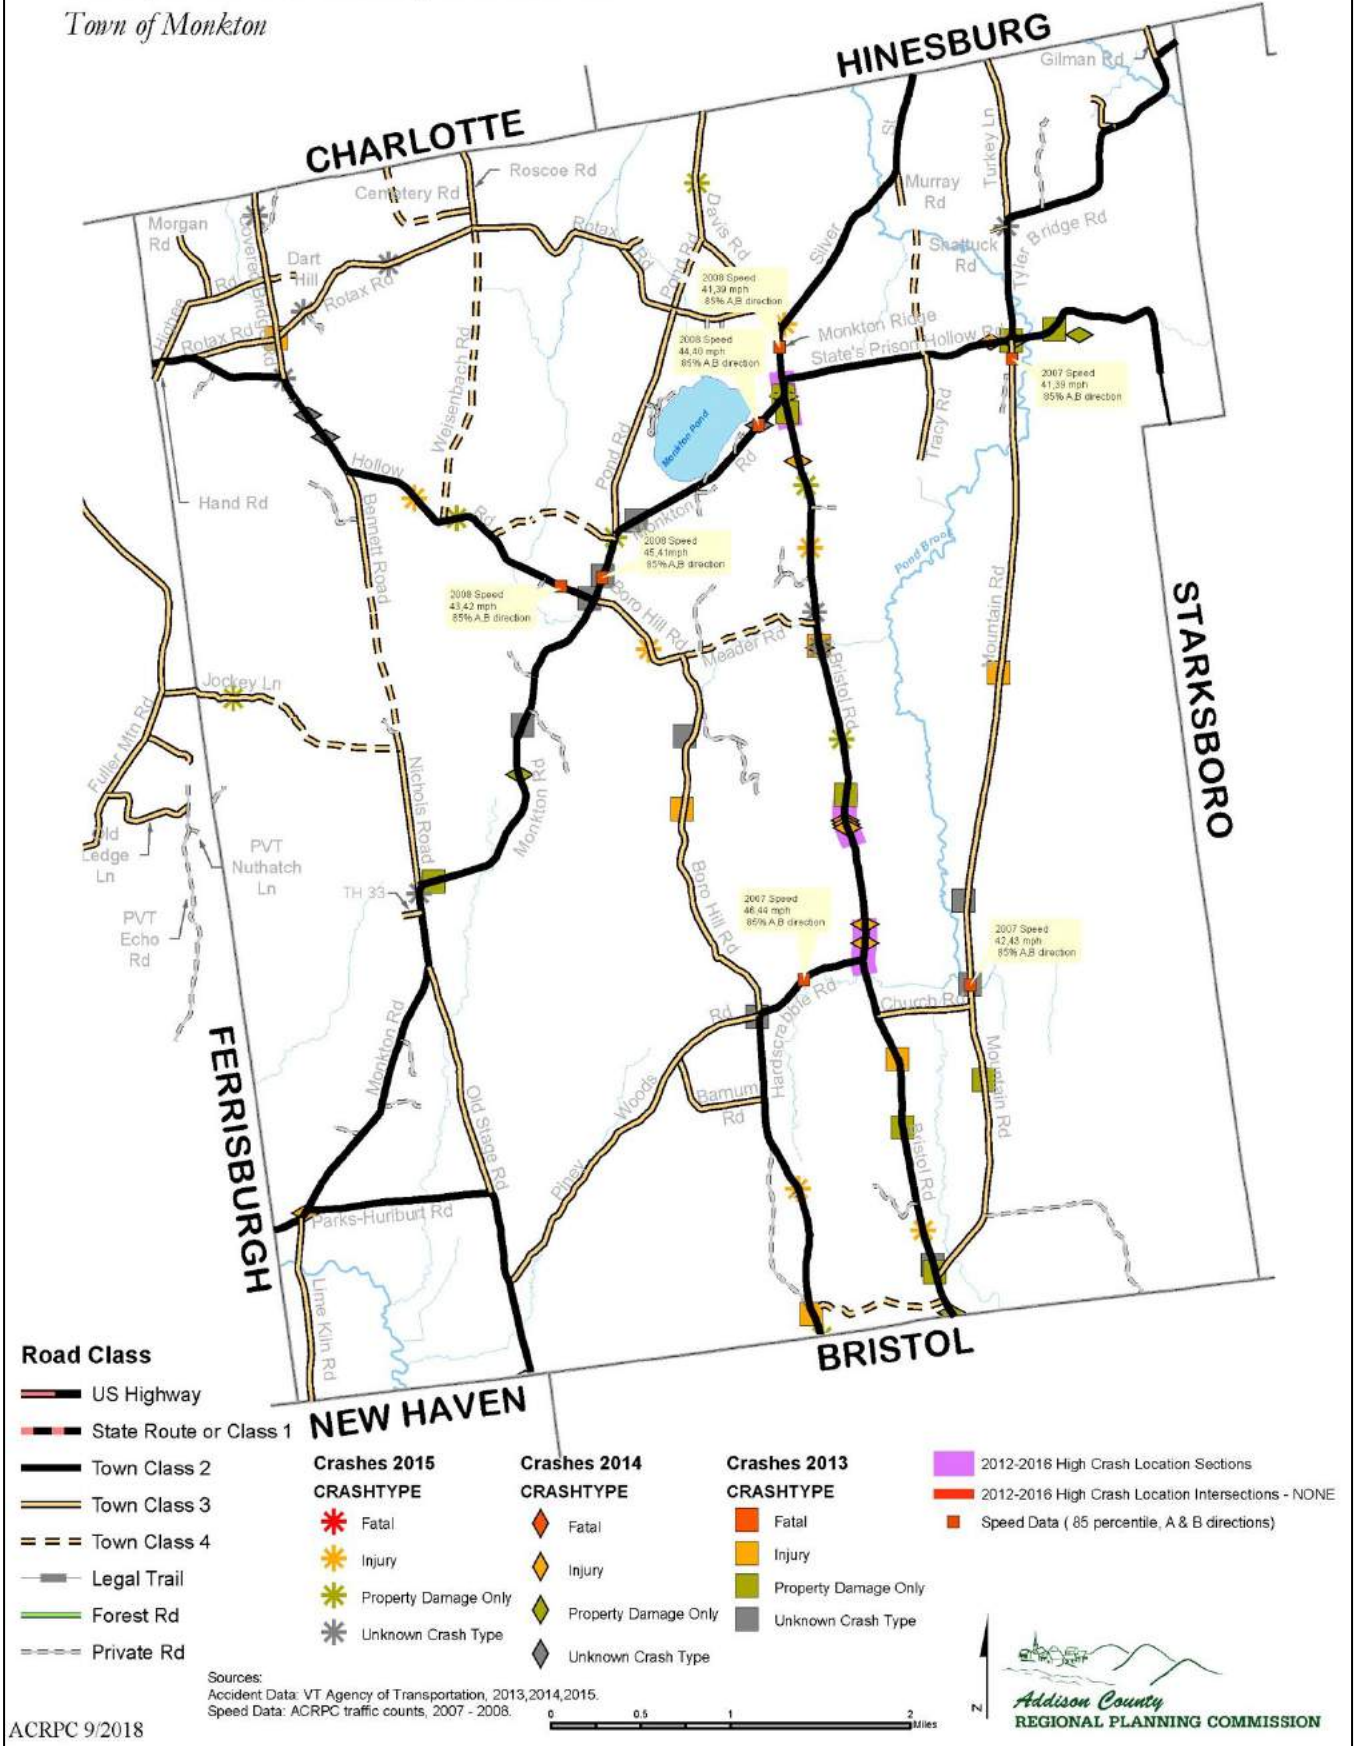 Town of Monkton
HINESBURG
Gilman Rd
CHARLOTTE
Roscoe Rd
Cemetery Rd
St
Turkey Ln
Murray
Rd
Morgan
Rd
Covered Bridge Rd
Davis Rd
Rotax
Rd
Silver
Shattuck
Rd
Tyler Bridge Rd
Dart
Hill
Rd
Pond Rd
Rotax Rd
2008 Speed
41,39 mph
85% A,B direction
Higbee
Rotax Rd
Monkton Ridge
State's Prison Hollow Rd
2008 Speed
44,40 mph
85% A,B direction
2007 Speed
41,39 mph
85% A,B direction
Weisenbach Rd
Monkton Pond
Tracy Rd
Pond Rd
Hollow
Rd
Rd
Hand Rd
Bennett Road
Monkton
2008 Speed
45,41mph
85% A,B direction
Pond Brook
2008 Speed
43,42 mph
85% A,B direction
Boro Hill Rd
Meader Rd
Mountain Rd
STARKSBORO
Bristol Rd
Jockey Ln
Fuller Mtn Rd
Nichols Road
Monkton Rd
Old
Ledge
Ln
PVT
Nuthatch
Ln
TH 33
Boro Hill Rd
PVT
Echo
Rd
2007 Speed
46,44 mph
85% A,B direction
2007 Speed
42,43 mph
85% A,B direction
Church Rd
Rd
Hardscrabble Rd
FERRISBURGH
Monkton Rd
Old Stage Rd
Woods
Barnum
Rd
Mountain Rd
Bristol Rd
Piney
Parks-Hurlburt Rd
Lime Kiln Rd
BRISTOL
NEW HAVEN
Road Class
US Highway
State Route or Class 1
Town Class 2
Town Class 3
Town Class 4
Legal Trail
Forest Rd
Private Rd
Crashes 2015
CRASHTYPE
Fatal
Injury
Property Damage Only
Unknown Crash Type
Crashes 2014
CRASHTYPE
Fatal
Injury
Property Damage Only
Unknown Crash Type
Crashes 2013
CRASHTYPE
Fatal
Injury
Property Damage Only
Unknown Crash Type
2012-2016 High Crash Location Sections
2012-2016 High Crash Location Intersections - NONE
Speed Data ( 85 percentile, A & B directions)
Sources:
Accident Data: VT Agency of Transportation, 2013,2014,2015.
Speed Data: ACRPC traffic counts, 2007 - 2008.
0 0.5 1 2
Miles
N
Addison County
REGIONAL PLANNING COMMISSION
ACRPC 9/2018